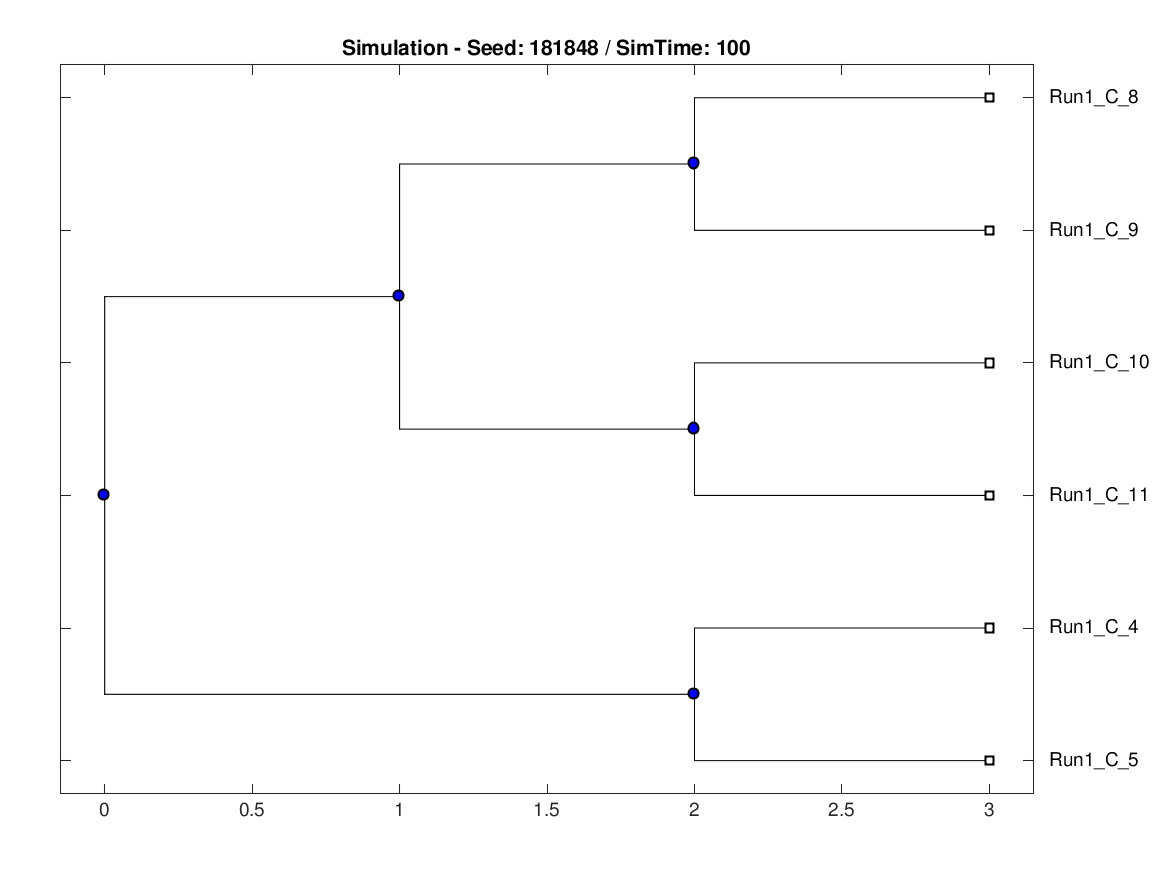 Simulation - Seed: 181848 / SimTime: 100
Run1_C_8
Run1_C_9
Run1_C_10
Run1_C_11
Run1_C_4
Run1_C_5
0 0.5 1 1.5 2 2.5 3